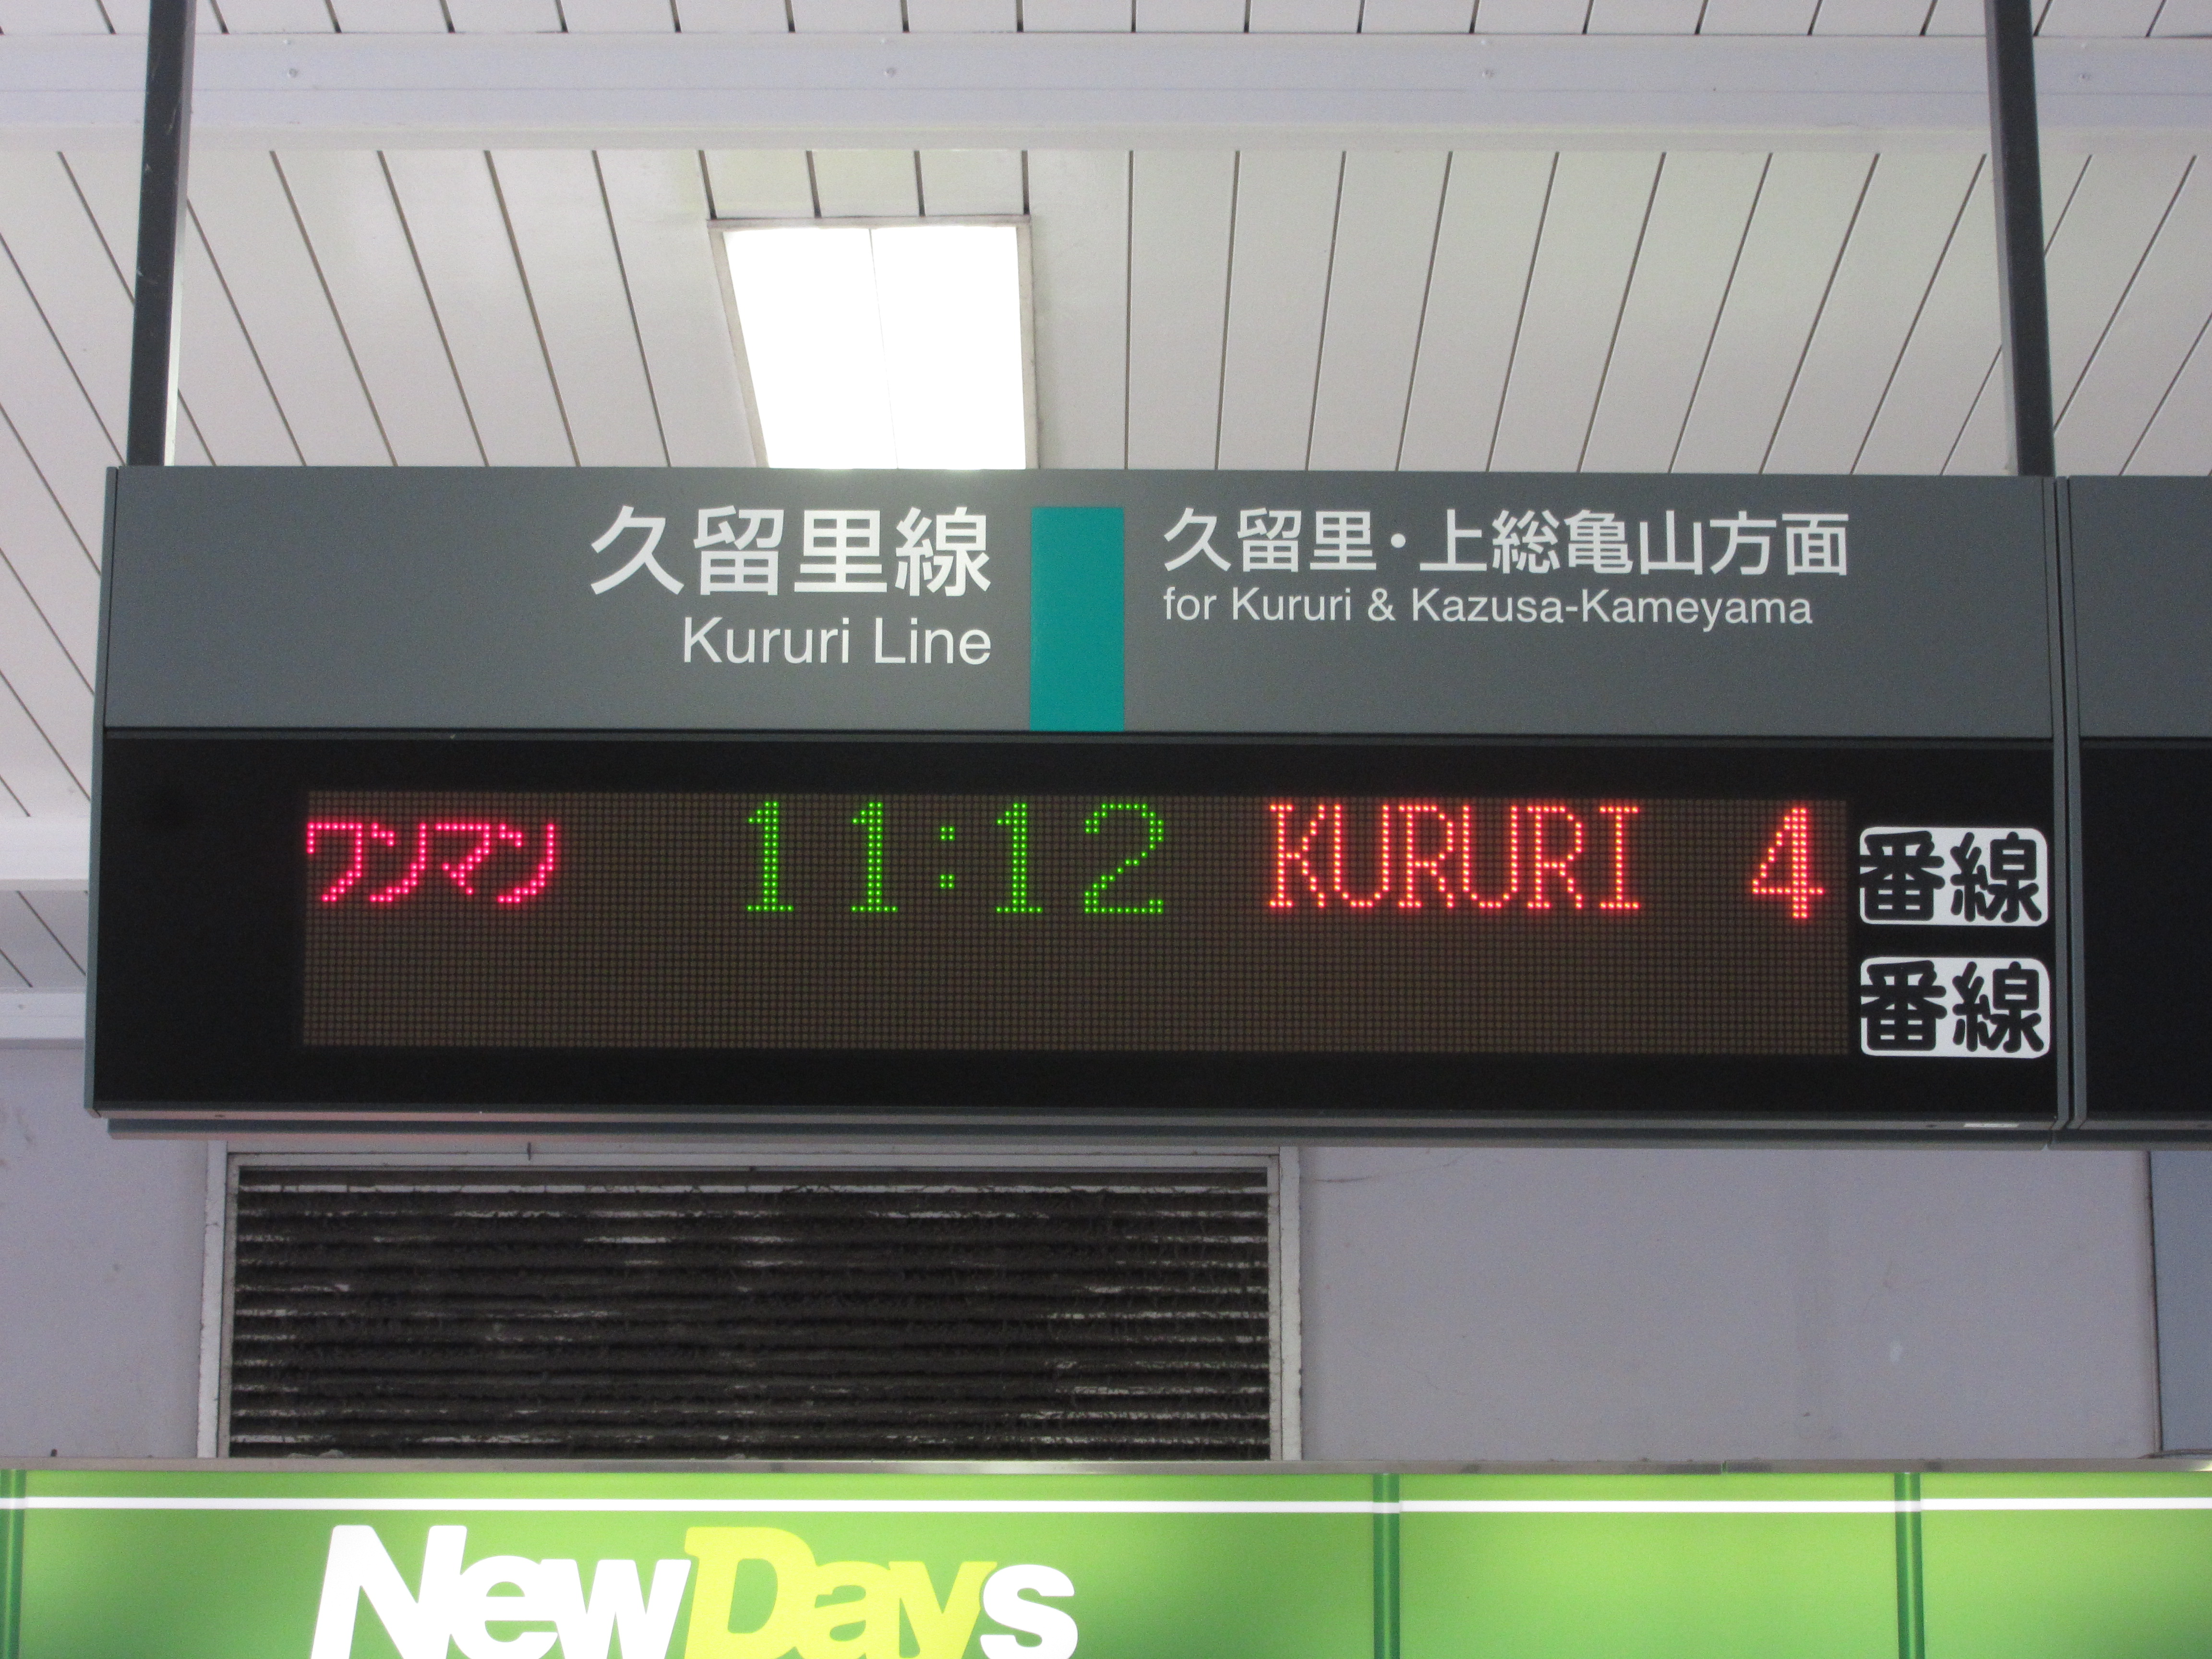 久留里線
Kururi Line
久留里・上総亀山方面
for Kururi & Kazusa-Kameyama
ワンマン 11:12 KURURI 4 番線
番線
NewDays